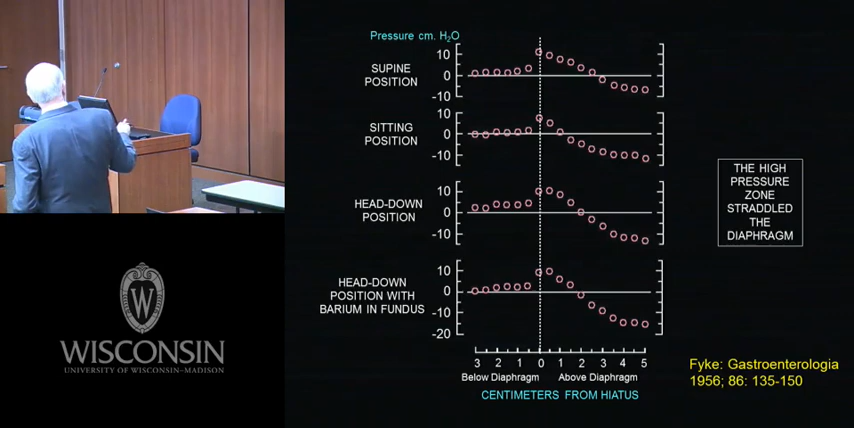 Pressure cm. H₂O
SUPINE
POSITION
10
0
-10
SITTING
POSITION
10
0
-10
HEAD-DOWN
POSITION
10
0
-10
HEAD-DOWN
POSITION WITH
BARIUM IN FUNDUS
10
0
-10
-20
3 2 1 0 1 2 3 4 5
Below Diaphragm Above Diaphragm
CENTIMETERS FROM HIATUS
THE HIGH
PRESSURE
ZONE
STRADDLED
THE
DIAPHRAGM
Fyke: Gastroenterologia
1956; 86: 135-150
W
WISCONSIN
UNIVERSITY OF WISCONSIN–MADISON